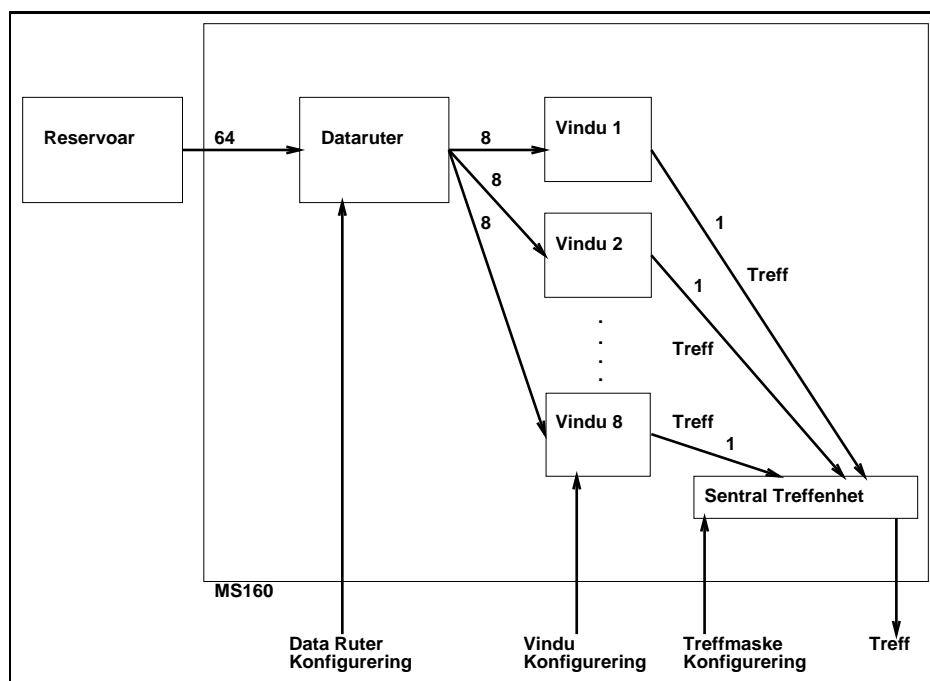 Reservoar
64
Dataruter
8
Vindu 1
8
8
1
Vindu 2
Treff
1
Treff
Vindu 8
Treff
1
Sentral Treffenhet
MS160
Data Ruter
Konfigurering
Vindu
Konfigurering
Treffmaske
Konfigurering
Treff